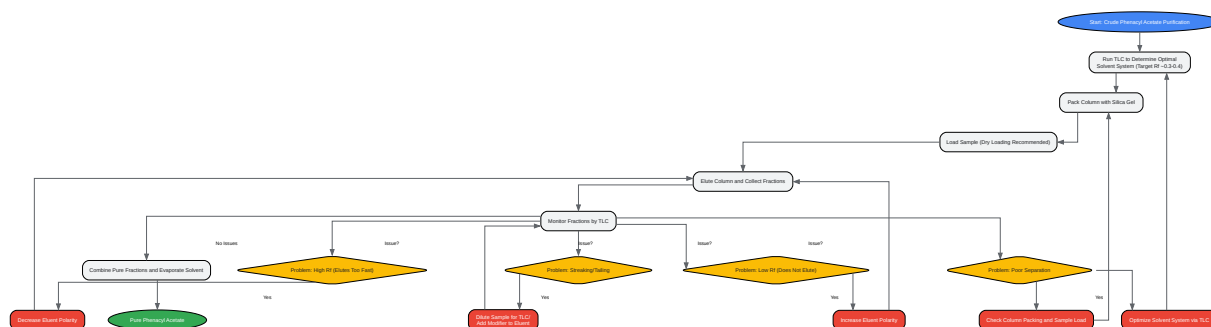 Start: Crude Phenacyl Acetate Purification
Run TLC to Determine Optimal
Solvent System (Target Rf ~0.3-0.4)
Pack Column with Silica Gel
Load Sample (Dry Loading Recommended)
Elute Column and Collect Fractions
Monitor Fractions by TLC
No Issues
Issue?
Issue?
Issue?
Issue?
Combine Pure Fractions and Evaporate Solvent
Problem: High Rf (Elutes Too Fast)
Problem: Streaking/Tailing
Problem: Low Rf (Does Not Elute)
Problem: Poor Separation
Yes
Yes
Yes
Yes
Decrease Eluent Polarity
Pure Phenacyl Acetate
Dilute Sample for TLC/
Add Modifier to Eluent
Increase Eluent Polarity
Check Column Packing and Sample Load
Optimize Solvent System via TLC